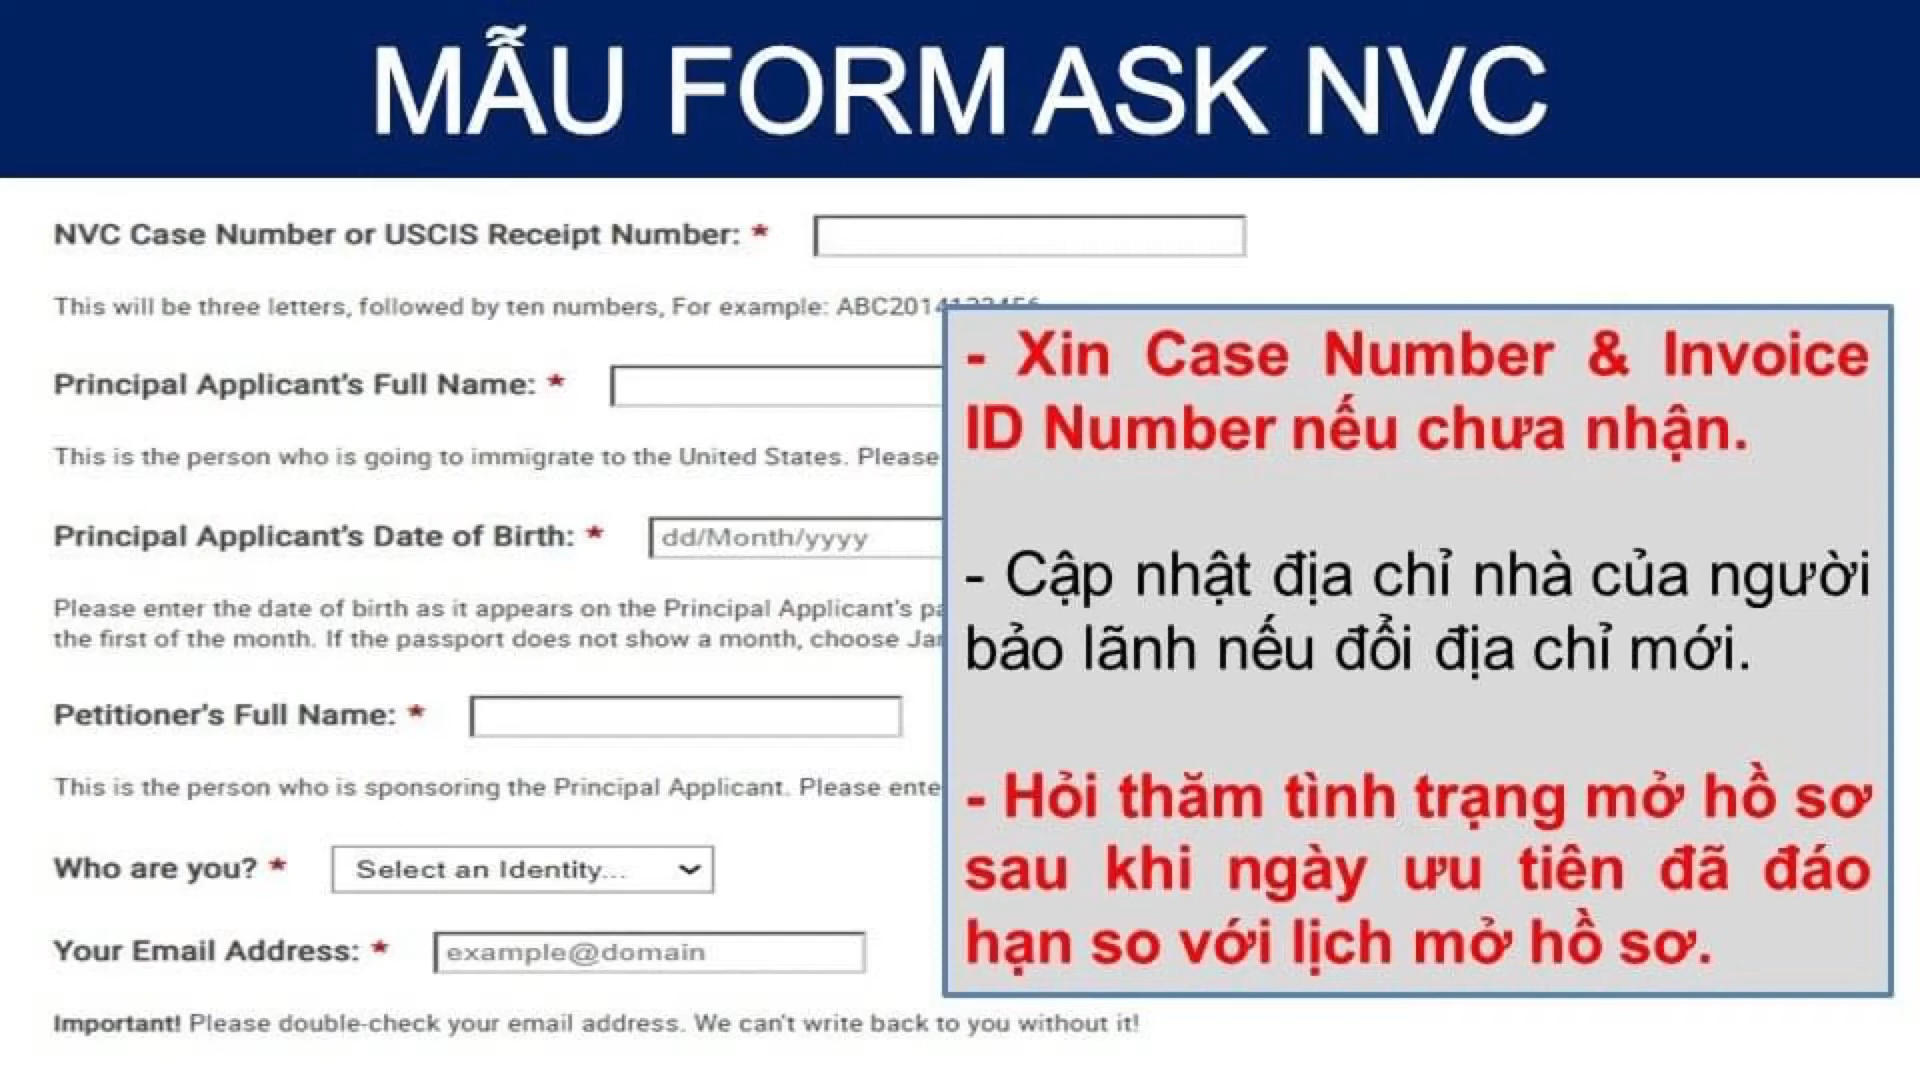 MẪU FORM ASK NVC
NVC Case Number or USCIS Receipt Number: *
This will be three letters, followed by ten numbers, For example: ABC2014123456
Principal Applicant's Full Name: *
This is the person who is going to immigrate to the United States. Please
Principal Applicant's Date of Birth: *
dd/Month/yyyy
Please enter the date of birth as it appears on the Principal Applicant's
the first of the month. If the passport does not show a month, choose
Petitioner's Full Name: *
This is the person who is sponsoring the Principal Applicant. Please
Who are you? *
Select an Identity...
Your Email Address: *
example@domain
Important! Please double-check your email address. We can't write back to you without it!
- Xin Case Number & Invoice
ID Number nếu chưa nhận.
- Cập nhật địa chỉ nhà của người
bảo lãnh nếu đổi địa chỉ mới.
- Hỏi thăm tình trạng mở hồ sơ
sau khi ngày ưu tiên đã đáo
hạn so với lịch mở hồ sơ.